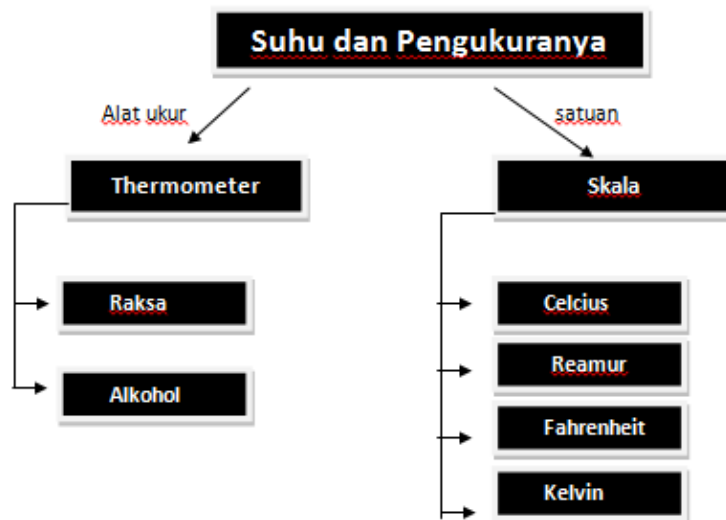 Suhu dan Pengukuranya
Alat ukur
satuan
Thermometer
Skala
Raksa
Alkohol
Celcius
Reamur
Fahrenheit
Kelvin